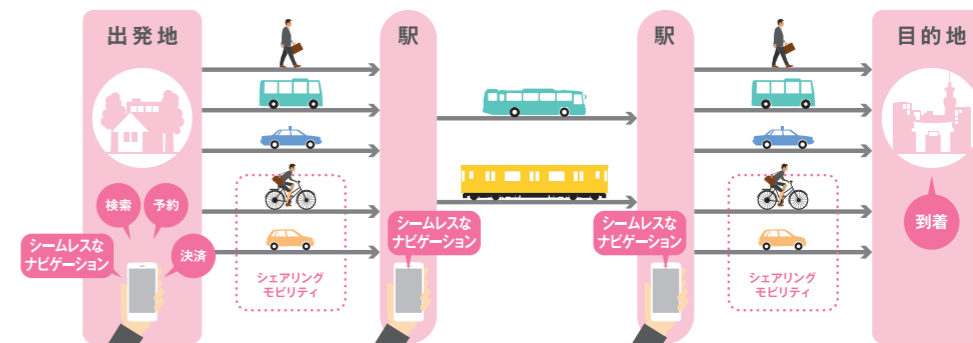 出発地
駅
駅
目的地
検索
予約
決済
シームレスな
ナビゲーション
シェアリング
モビリティ
シームレスな
ナビゲーション
シームレスな
ナビゲーション
シェアリング
モビリティ
到着